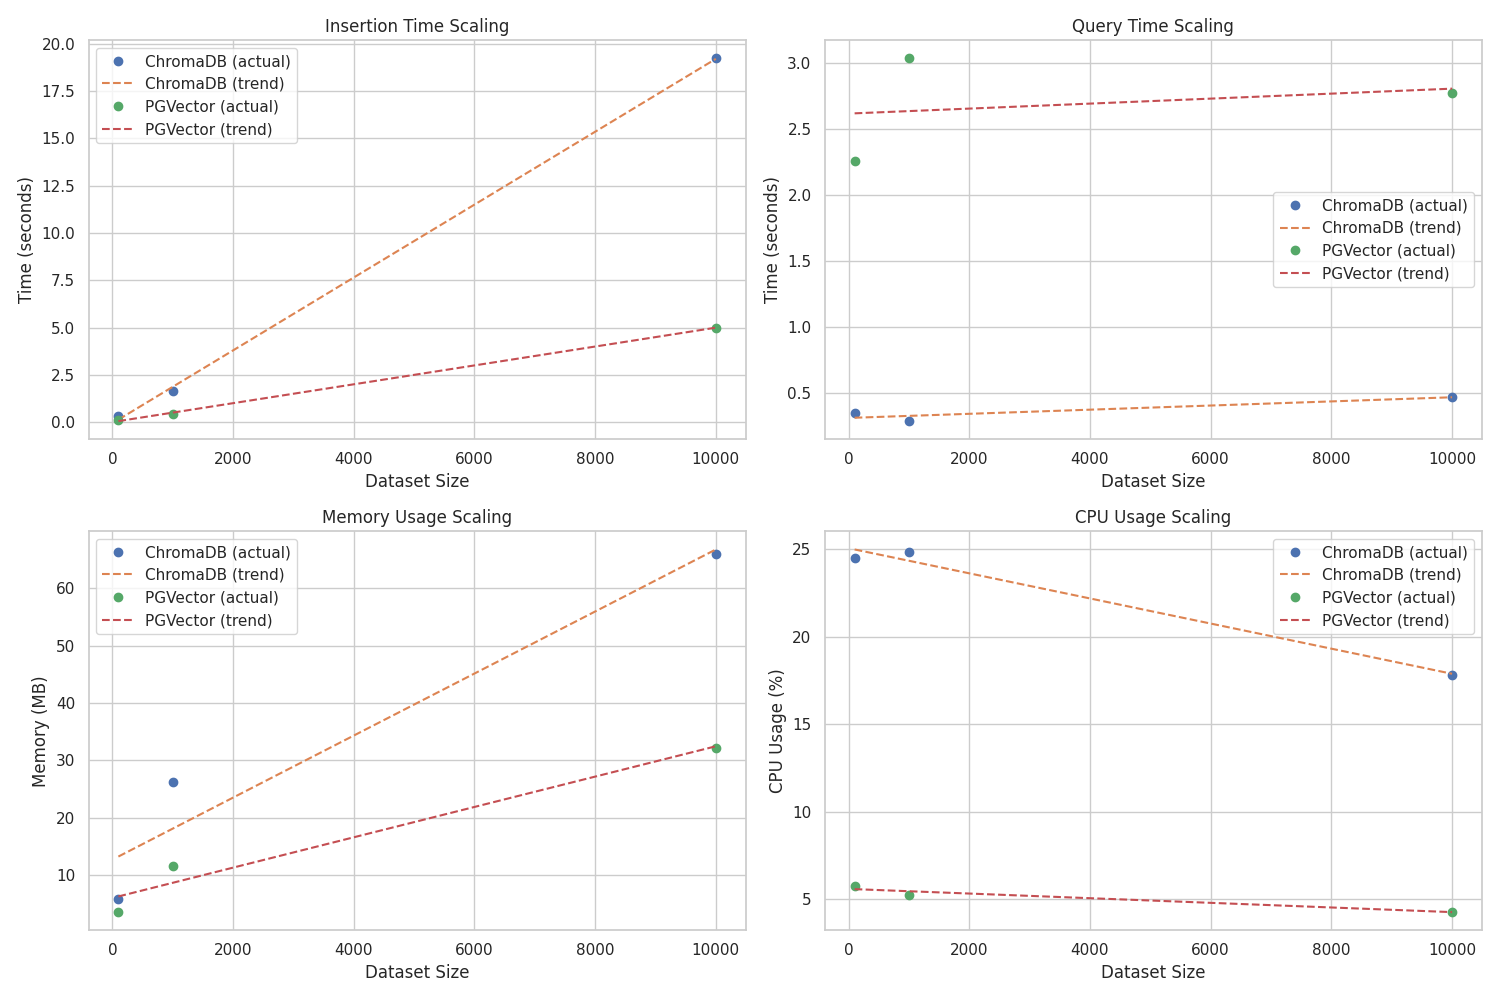 Insertion Time Scaling
20.0
17.5
15.0
12.5
10.0
7.5
5.0
2.5
0.0
Time (seconds)
ChromaDB (actual)
ChromaDB (trend)
PGVector (actual)
PGVector (trend)
0 2000 4000 6000 8000 10000
Dataset Size
Query Time Scaling
3.0
2.5
2.0
1.5
1.0
0.5
Time (seconds)
ChromaDB (actual)
ChromaDB (trend)
PGVector (actual)
PGVector (trend)
0 2000 4000 6000 8000 10000
Dataset Size
Memory Usage Scaling
60
50
40
30
20
10
Memory (MB)
ChromaDB (actual)
ChromaDB (trend)
PGVector (actual)
PGVector (trend)
0 2000 4000 6000 8000 10000
Dataset Size
CPU Usage Scaling
25
20
15
10
5
CPU Usage (%)
ChromaDB (actual)
ChromaDB (trend)
PGVector (actual)
PGVector (trend)
0 2000 4000 6000 8000 10000
Dataset Size